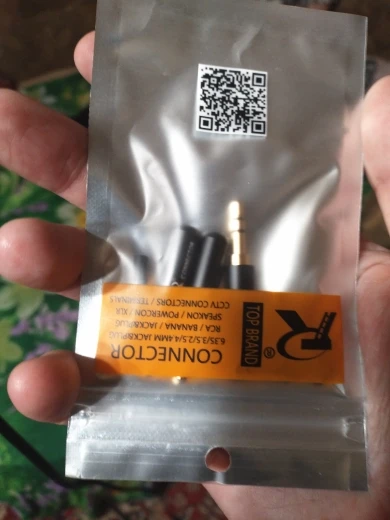 TOP BRAND®
CONNECTOR
6.35/3.5/2.5/4.4MM JACK&PLUG
RCA / BANANA / JACK&PLUG
SPEAKON / POWERCON / XLR
CCTV CONNECTORS / TERMINALS